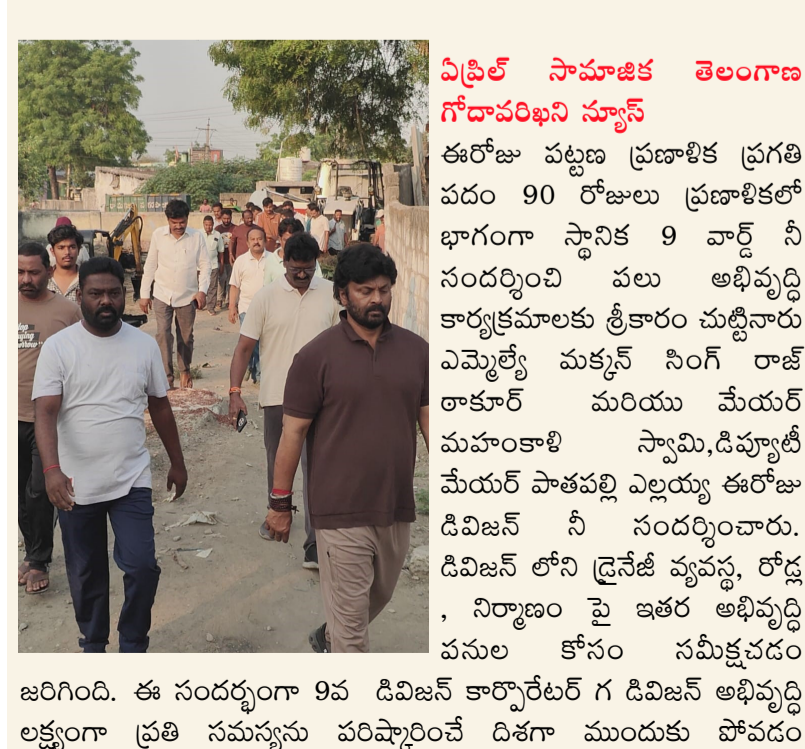 ఏప్రిల్ సామాజిక తెలంగాణ
గోదావరిఖని న్యూస్
ఈరోజు పట్టణ ప్రణాళిక ప్రగతి
పదం 90 రోజులు ప్రణాళికలో
భాగంగా స్థానిక 9 వార్డ్ నీ
సందర్శించి పలు అభివృద్ధి
కార్యక్రమాలకు శ్రీకారం చుట్టినారు
ఎమ్మెల్యే మక్కన్ సింగ్ రాజ్
ఠాకూర్ మరియు మేయర్
మహంకాళి స్వామి,డిప్యూటీ
మేయర్ పాతపల్లి ఎల్లయ్య ఈరోజు
డివిజన్ నీ సందర్శించారు.
డివిజన్ లోని డ్రైనేజీ వ్యవస్థ, రోడ్ల
, నిర్మాణం పై ఇతర అభివృద్ధి
పనుల కోసం సమీక్షచడం
జరిగింది. ఈ సందర్భంగా 9వ డివిజన్ కార్పొరేటర్ గ డివిజన్ అభివృద్ధి
లక్ష్యంగా ప్రతి సమస్యను పరిష్కారించే దిశగా ముందుకు పోవడం